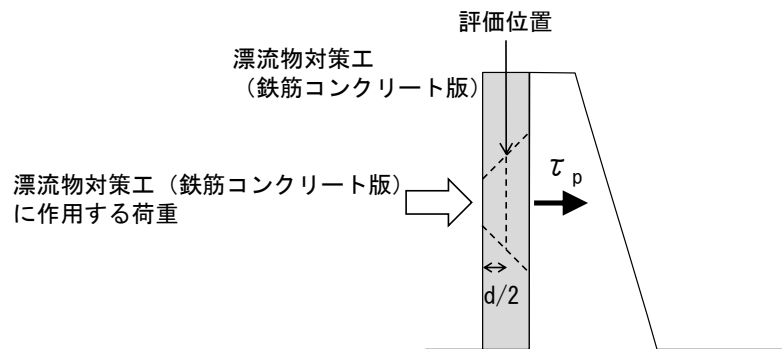 評価位置
漂流物対策工
（鉄筋コンクリート版）
漂流物対策工（鉄筋コンクリート版）
に作用する荷重
τp
d/2